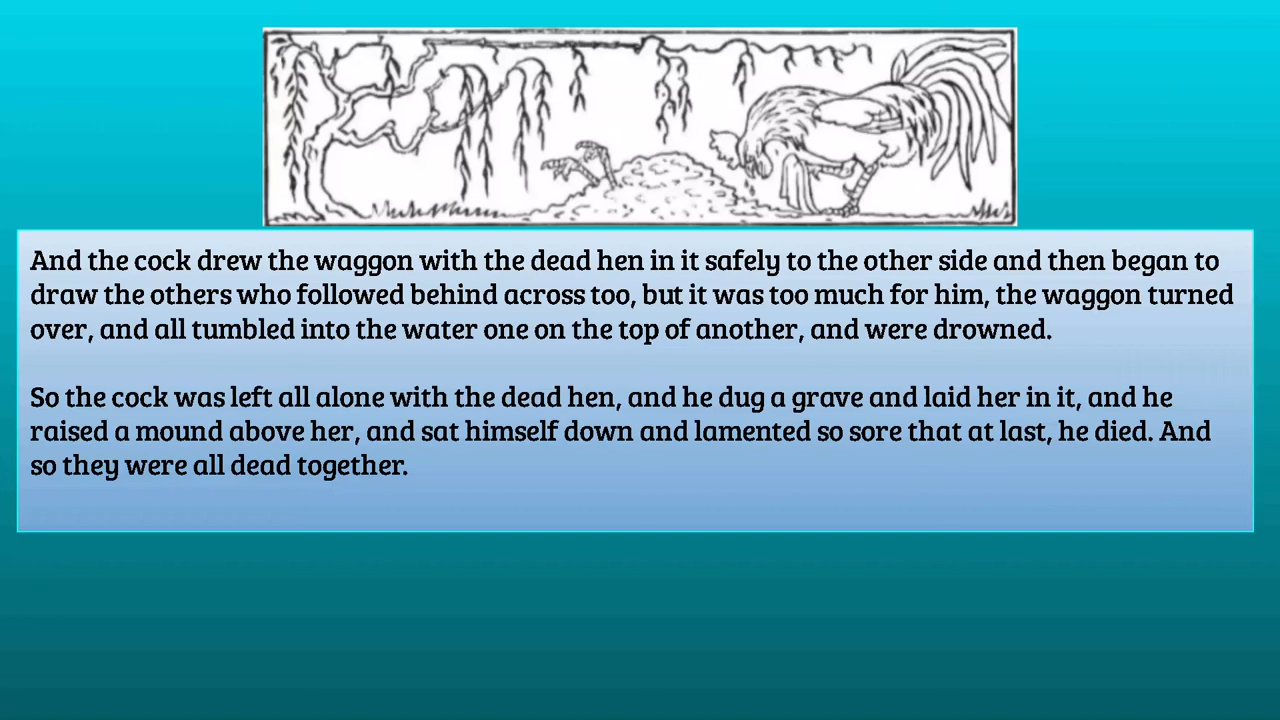 And the cock drew the waggon with the dead hen in it safely to the other side and then began to
draw the others who followed behind across too, but it was too much for him, the waggon turned
over, and all tumbled into the water one on the top of another, and were drowned.
So the cock was left all alone with the dead hen, and he dug a grave and laid her in it, and he
raised a mound above her, and sat himself down and lamented so sore that at last, he died. And
so they were all dead together.